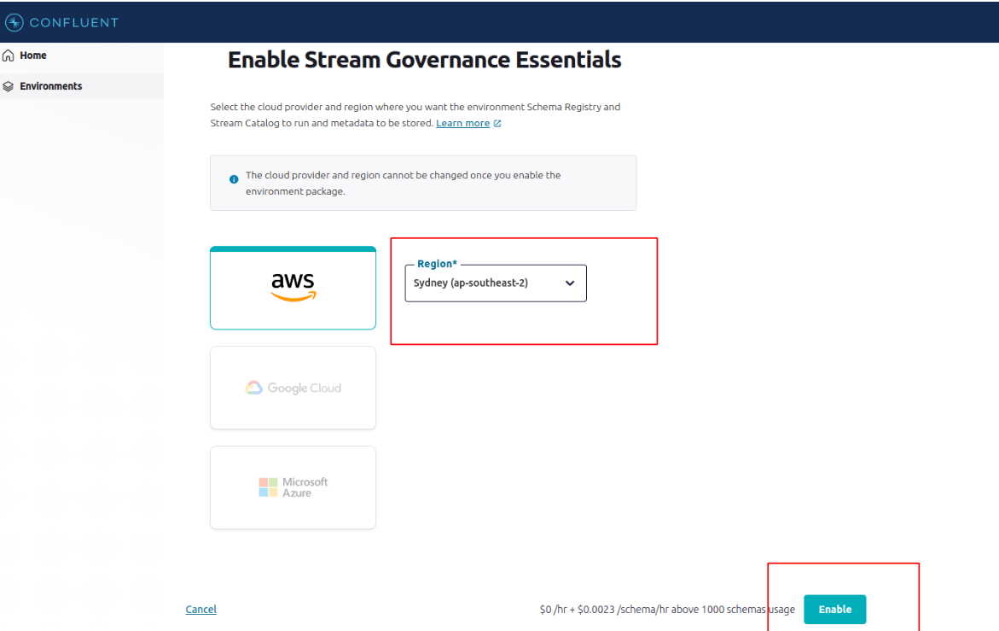 CONFLUENT
Home
Environments
Enable Stream Governance Essentials
Select the cloud provider and region where you want the environment Schema Registry and
Stream Catalog to run and metadata to be stored. Learn more
The cloud provider and region cannot be changed once you enable the
environment package.
aws
Region*
Sydney (ap-southeast-2)
Google Cloud
Microsoft
Azure
Cancel
$0 /hr + $0.0023 /schema/hr above 1000 schemas usage
Enable